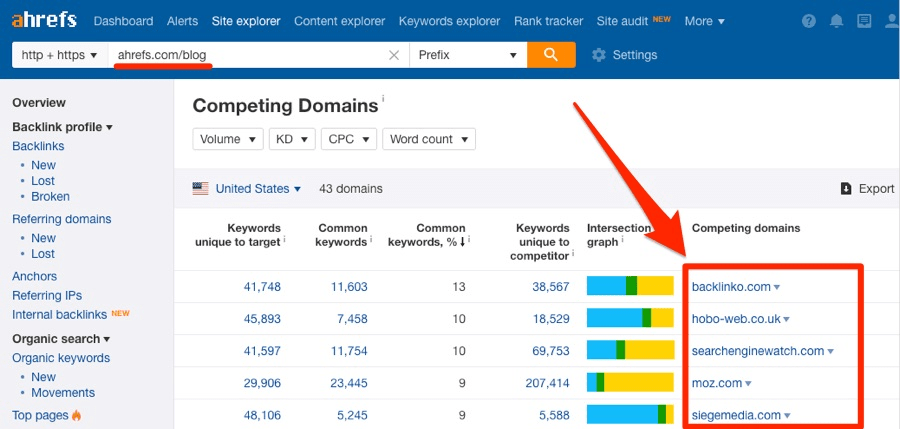 ahrefs Dashboard Alerts Site explorer Content explorer Keywords explorer Rank tracker Site audit NEW More
http + https ahrefs.com/blog Prefix Settings
Overview
Backlink profile
Backlinks
New
Lost
Broken
Referring domains
New
Lost
Anchors
Referring IPs
Internal backlinks NEW
Organic search
Organic keywords
New
Movements
Top pages
Competing Domains i
Volume KD CPC Word count
United States 43 domains Export
Keywords unique to target i Common keywords i Common keywords, % i Keywords unique to competitor i Intersection graph i Competing domains
41,748 11,603 13 38,567 backlinko.com
45,893 7,458 10 18,529 hobo-web.co.uk
41,597 11,754 10 69,753 searchenginewatch.com
29,906 23,445 9 207,414 moz.com
48,106 5,245 9 5,588 siegemedia.com